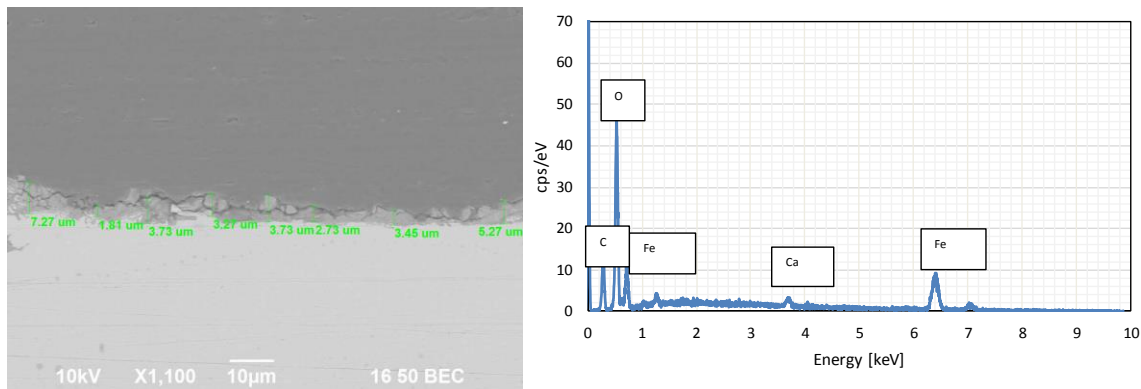 7.27 um
1.81 um
3.73 um
3.27 um
3.73 um
2.73 um
3.45 um
5.27 um
10kV X1,100 10µm 16 50 BEC
70
60
50
40
30
20
10
0
cps/eV
O
C
Fe
Ca
Fe
0 1 2 3 4 5 6 7 8 9 10
Energy [keV]